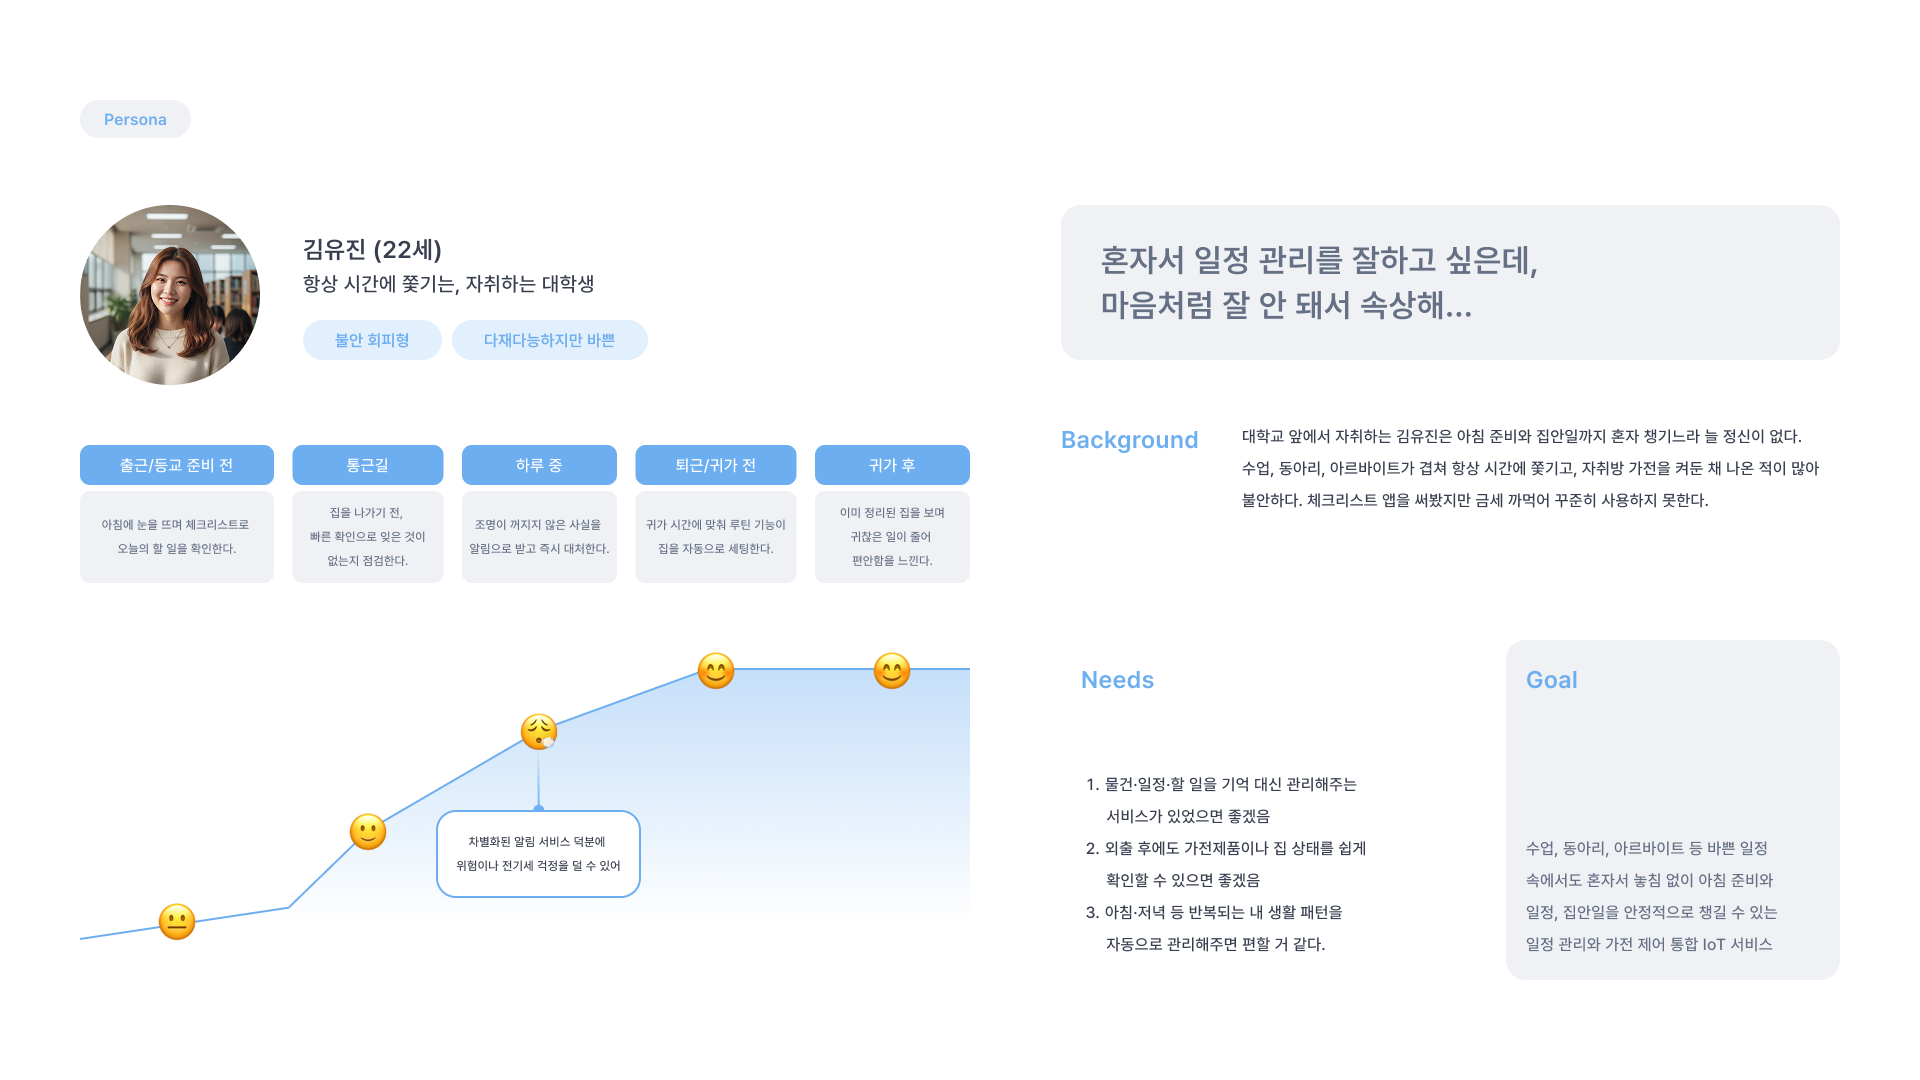 Persona
김유진 (22세)
항상 시간에 쫓기는, 자취하는 대학생
불안 회피형
다재다능하지만 바쁜
출근/등교 준비 전
아침에 눈을 뜨며 체크리스트로
오늘의 할 일을 확인한다.
통근길
집을 나가기 전,
빠른 확인으로 잊은 것이
없는지 점검한다.
하루 중
조명이 꺼지지 않은 사실을
알림으로 받고 즉시 대처한다.
퇴근/귀가 전
귀가 시간에 맞춰 루틴 기능이
집을 자동으로 세팅한다.
귀가 후
이미 정리된 집을 보며
귀찮은 일이 줄어
편안함을 느낀다.
차별화된 알림 서비스 덕분에
위험이나 전기세 걱정을 덜 수 있어
혼자서 일정 관리를 잘하고 싶은데,
마음처럼 잘 안 돼서 속상해...
Background
대학교 앞에서 자취하는 김유진은 아침 준비와 집안일까지 혼자 챙기느라 늘 정신이 없다.
수업, 동아리, 아르바이트가 겹쳐 항상 시간에 쫓기고, 자취방 가전을 켜둔 채 나온 적이 많아
불안하다. 체크리스트 앱을 써봤지만 금세 까먹어 꾸준히 사용하지 못한다.
Needs
1. 물건·일정·할 일을 기억 대신 관리해주는
서비스가 있었으면 좋겠음
2. 외출 후에도 가전제품이나 집 상태를 쉽게
확인할 수 있으면 좋겠음
3. 아침·저녁 등 반복되는 내 생활 패턴을
자동으로 관리해주면 편할 거 같다.
Goal
수업, 동아리, 아르바이트 등 바쁜 일정
속에서도 혼자서 놓침 없이 아침 준비와
일정, 집안일을 안정적으로 챙길 수 있는
일정 관리와 가전 제어 통합 IoT 서비스